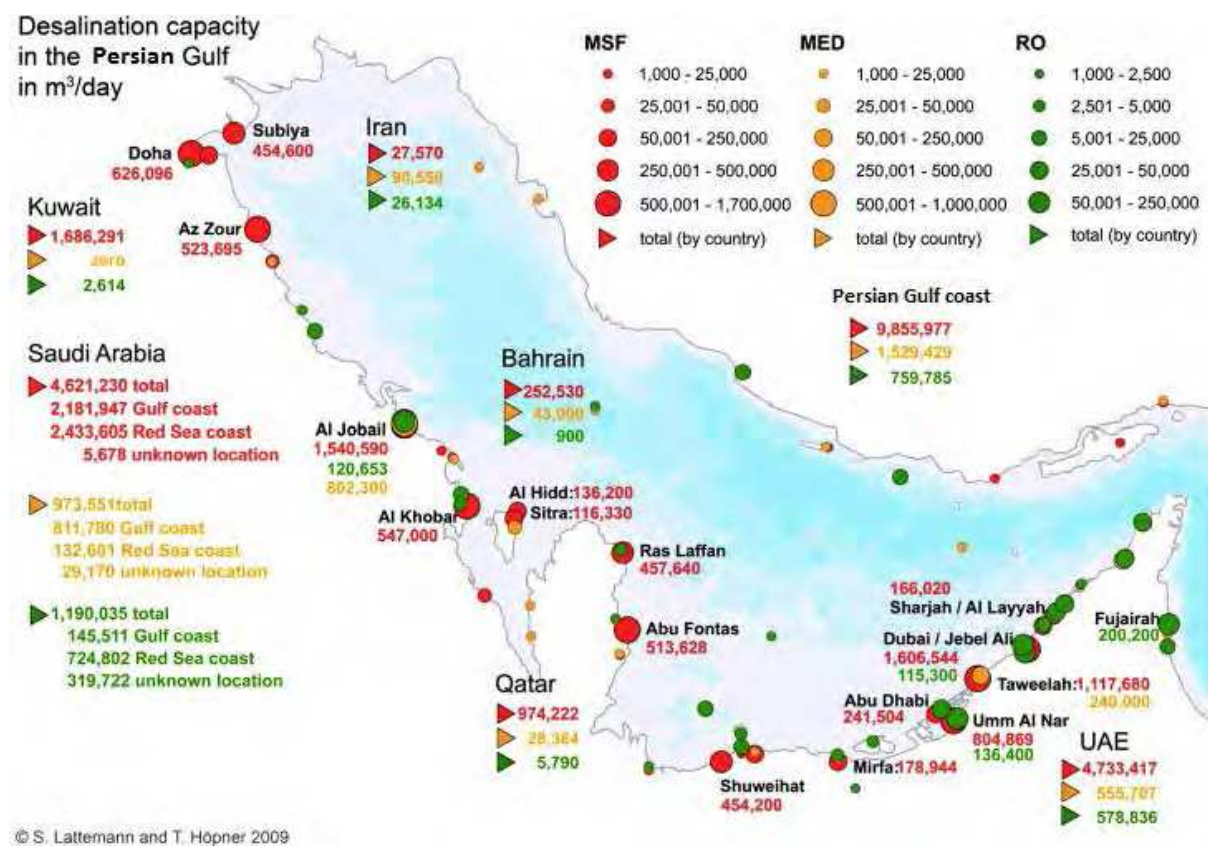 Desalination capacity
in the Persian Gulf
in m³/day
MSF
1,000 - 25,000
25,001 - 50,000
50,001 - 250,000
250,001 - 500,000
500,001 - 1,700,000
total (by country)
MED
1,000 - 25,000
25,001 - 50,000
50,001 - 250,000
250,001 - 500,000
500,001 - 1,000,000
total (by country)
RO
1,000 - 2,500
2,501 - 5,000
5,001 - 25,000
25,001 - 50,000
50,001 - 250,000
total (by country)
Subiya
454,600
Doha
626,096
Iran
27,570
90,550
26,134
Kuwait
1,686,291
zero
2,614
Az Zour
523,695
Persian Gulf coast
9,855,977
1,529,429
759,785
Saudi Arabia
4,621,230 total
2,181,947 Gulf coast
2,433,605 Red Sea coast
5,678 unknown location
973,551total
811,780 Gulf coast
132,601 Red Sea coast
29,170 unknown location
1,190,035 total
145,511 Gulf coast
724,802 Red Sea coast
319,722 unknown location
Bahrain
252,530
43,000
900
Al Jobail
1,540,590
120,653
802,300
Al Khobar
547,000
Al Hidd:136,200
Sitra:116,330
Ras Laffan
457,640
Abu Fontas
513,628
Qatar
974,222
28,384
5,790
166,020
Sharjah / Al Layyah
Dubai / Jebel Ali
1,606,544
115,300
Fujairah
200,200
Taweelah:1,117,680
240,000
Abu Dhabi
241,504
Umm Al Nar
804,869
136,400
Mirfa:178,944
Shuweihat
454,200
UAE
4,733,417
555,707
578,836
© S. Lattemann and T. Höpner 2009